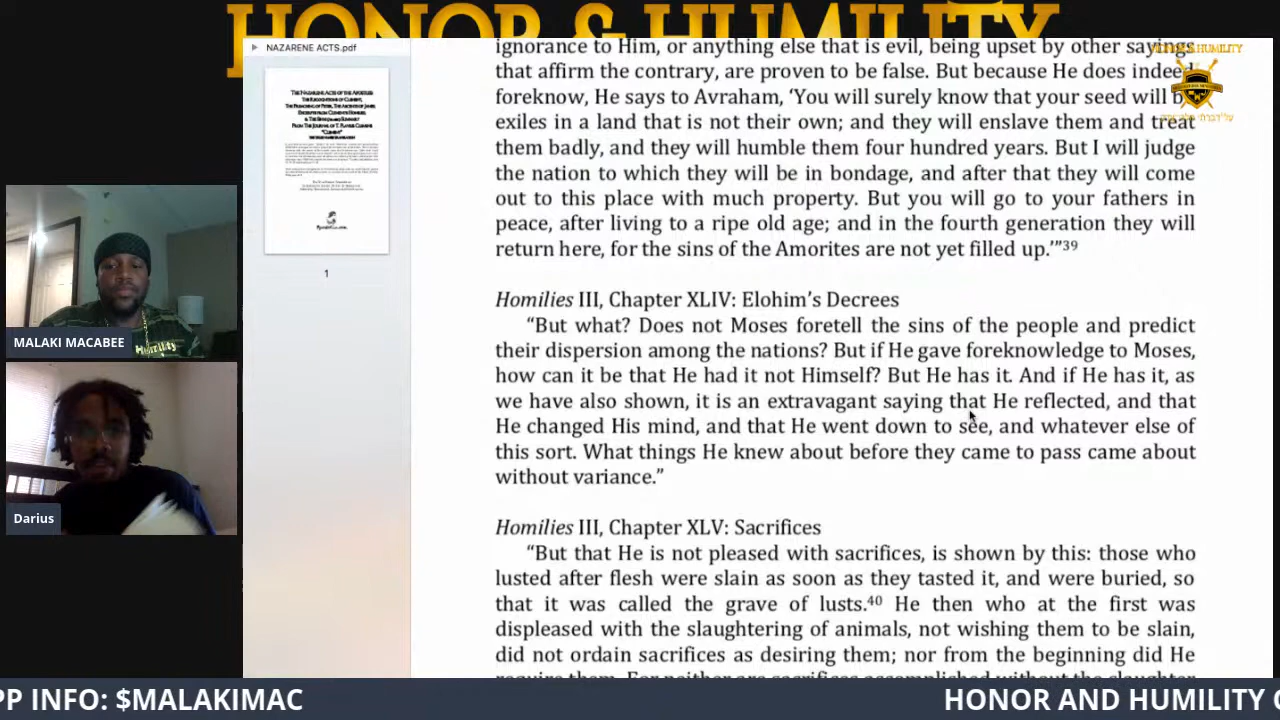 HONOR & HUMILITY
NAZARENE ACTS.pdf
1
MALAKI MACABEE
Darius
HONOR & HUMILITY
ignorance to Him, or anything else that is evil, being upset by other sayings
that affirm the contrary, are proven to be false. But because He does indeed
foreknow, He says to Avraham, ‘You will surely know that your seed will be
exiles in a land that is not their own; and they will enslave them and treat
them badly, and they will humble them four hundred years. But I will judge
the nation to which they will be in bondage, and after that they will come
out to this place with much property. But you will go to your fathers in
peace, after living to a ripe old age; and in the fourth generation they will
return here, for the sins of the Amorites are not yet filled up.’”39
Homilies III, Chapter XLIV: Elohim’s Decrees
“But what? Does not Moses foretell the sins of the people and predict
their dispersion among the nations? But if He gave foreknowledge to Moses,
how can it be that He had it not Himself? But He has it. And if He has it, as
we have also shown, it is an extravagant saying that He reflected, and that
He changed His mind, and that He went down to see, and whatever else of
this sort. What things He knew about before they came to pass came about
without variance.”
Homilies III, Chapter XLV: Sacrifices
“But that He is not pleased with sacrifices, is shown by this: those who
lusted after flesh were slain as soon as they tasted it, and were buried, so
that it was called the grave of lusts.40 He then who at the first was
displeased with the slaughtering of animals, not wishing them to be slain,
did not ordain sacrifices as desiring them; nor from the beginning did He
require them. For neither are sacrifices accomplished without the slaughter
PP INFO: $MALAKIMAC
HONOR AND HUMILITY